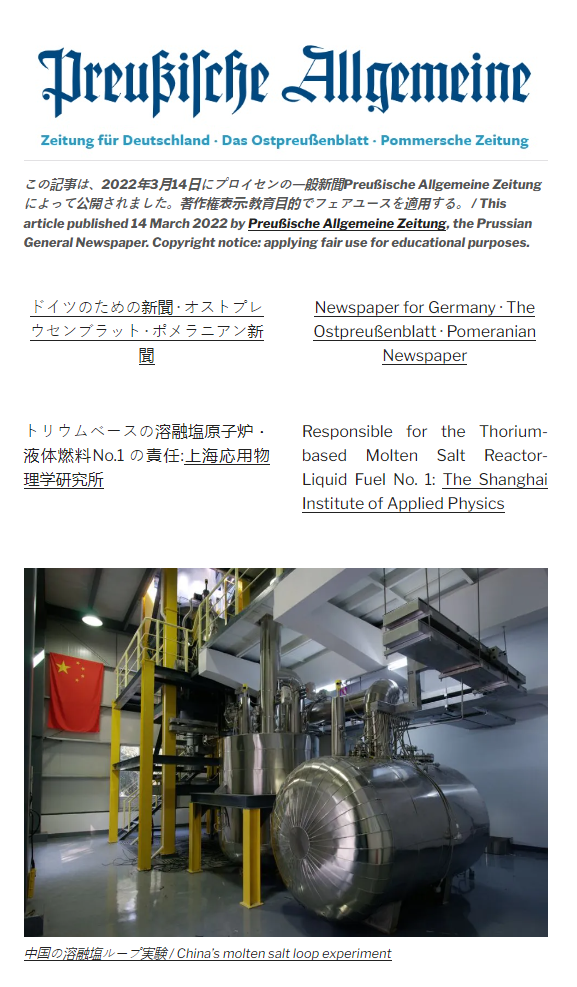 Preußische Allgemeine
Zeitung für Deutschland · Das Ostpreußenblatt · Pommersche Zeitung
この記事は、2022年3月14日にプロイセンの一般新聞Preußische Allgemeine Zeitung
によって公開されました。著作権表示:教育目的でフェアユースを適用する。 / This
article published 14 March 2022 by Preußische Allgemeine Zeitung, the Prussian
General Newspaper. Copyright notice: applying fair use for educational purposes.
ドイツのための新聞 · オストプレ
ウセンブラット · ポメラニアン新
聞
Newspaper for Germany · The
Ostpreußenblatt · Pomeranian
Newspaper
トリウムベースの溶融塩原子炉・
液体燃料No.1 の責任:上海応用物
理学研究所
Responsible for the Thorium-
based Molten Salt Reactor-
Liquid Fuel No. 1: The Shanghai
Institute of Applied Physics
中国の溶融塩ループ実験 / China's molten salt loop experiment